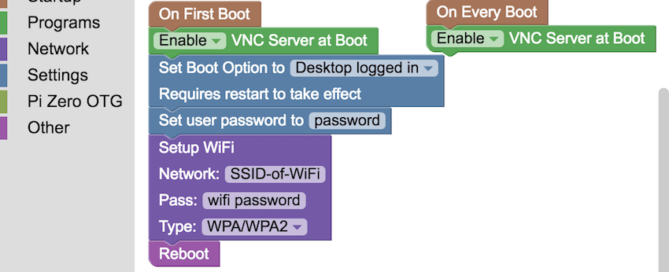 Startup
Programs
Network
Settings
Pi Zero OTG
Other
On First Boot
Enable VNC Server at Boot
Set Boot Option to Desktop logged in
Requires restart to take effect
Set user password to password
Setup WiFi
Network: SSID-of-WiFi
Pass: wifi password
Type: WPA/WPA2
Reboot
On Every Boot
Enable VNC Server at Boot